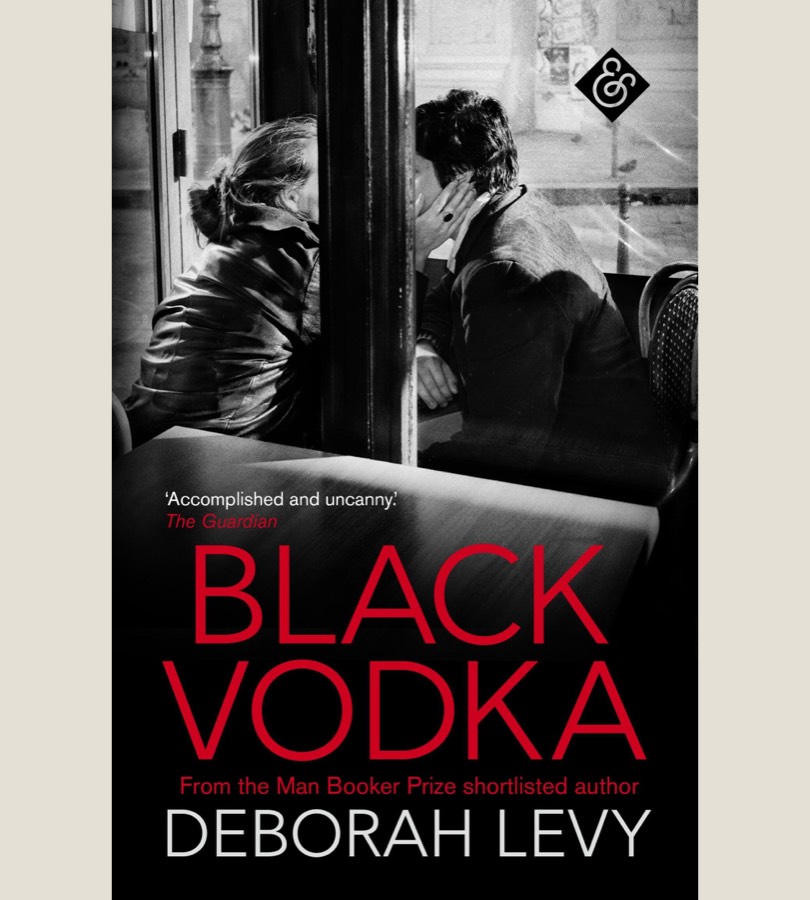 &
‘Accomplished and uncanny.’
The Guardian
BLACK
VODKA
From the Man Booker Prize shortlisted author
DEBORAH LEVY